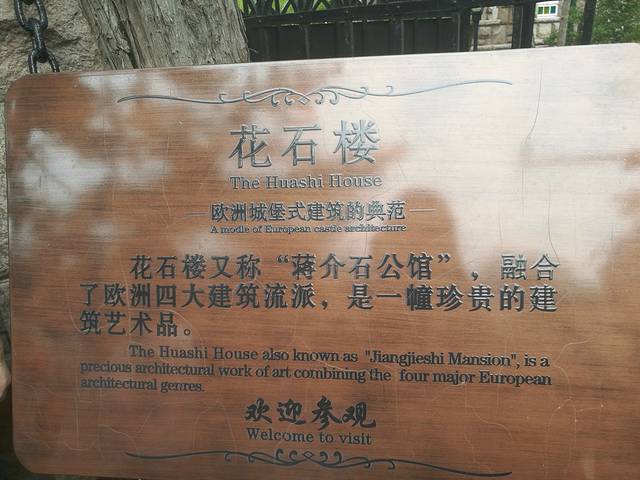 花石楼
The Huashi House
欧洲城堡式建筑的典范
A modle of European castle architecture
花石楼又称“蒋介石公馆”，融合
了欧洲四大建筑流派，是一幢珍贵的建
筑艺术品。
The Huashi House also known as "Jiangjieshi Mansion", is a
precious architectural work of art combining the four major European
architectural genres.
欢迎参观
Welcome to visit